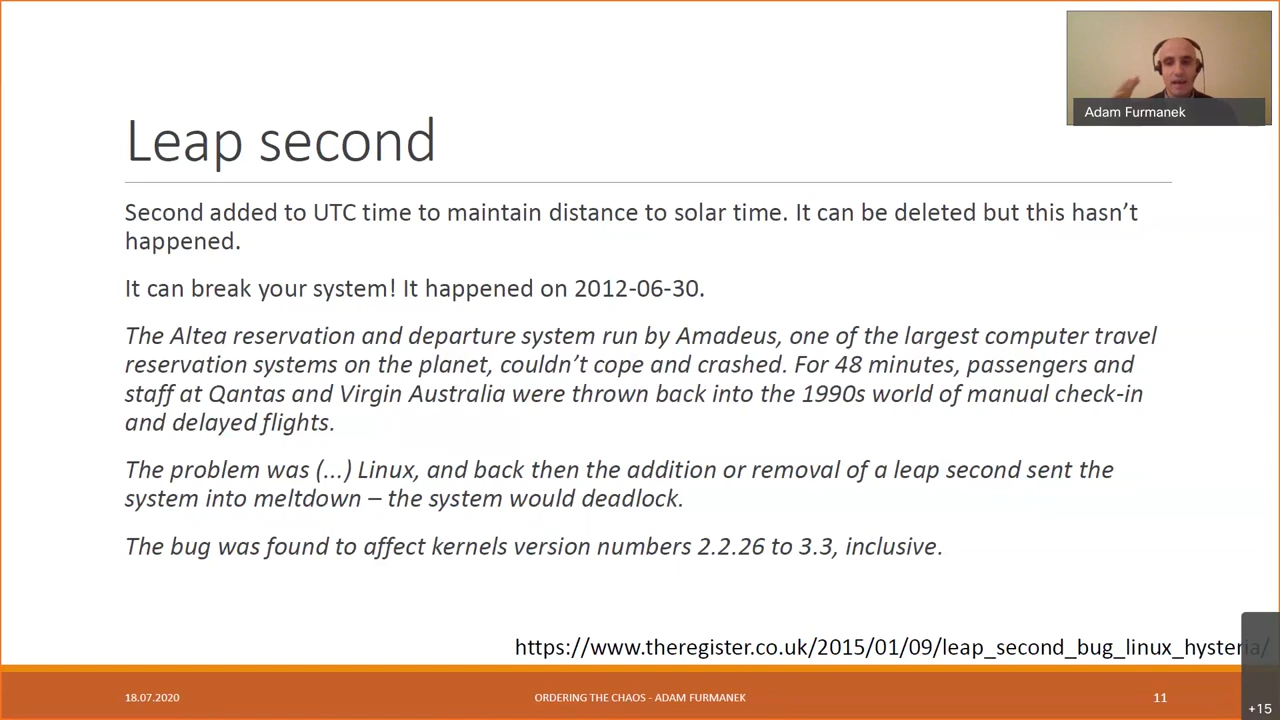 Adam Furmanek
Leap second
Second added to UTC time to maintain distance to solar time. It can be deleted but this hasn’t
happened.
It can break your system! It happened on 2012-06-30.
The Altea reservation and departure system run by Amadeus, one of the largest computer travel
reservation systems on the planet, couldn’t cope and crashed. For 48 minutes, passengers and
staff at Qantas and Virgin Australia were thrown back into the 1990s world of manual check-in
and delayed flights.
The problem was (...) Linux, and back then the addition or removal of a leap second sent the
system into meltdown – the system would deadlock.
The bug was found to affect kernels version numbers 2.2.26 to 3.3, inclusive.
https://www.theregister.co.uk/2015/01/09/leap_second_bug_linux_hysteria/
18.07.2020
ORDERING THE CHAOS - ADAM FURMANEK
11
+15